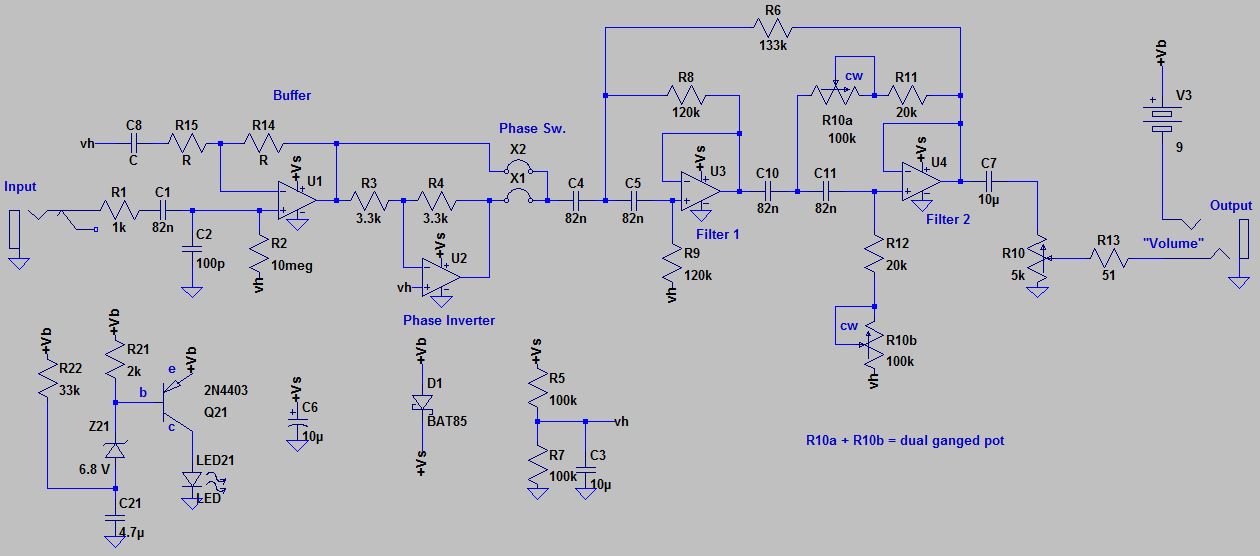 R6
133k
Buffer
cw
R8
R11
120k
R10a
20k
100k
+Vb
V3
9
C8
R15
R14
vh
C
R
R
Phase Sw.
X2
X1
+Vs
U1
+Vs
U3
+Vs
U4
Input
R1
1k
C1
82n
R3
3.3k
R4
3.3k
C4
82n
C5
82n
C10
82n
C11
82n
C7
10µ
Filter 1
Filter 2
Output
"Volume"
C2
100p
R2
10meg
vh
+Vs
U2
vh
R9
120k
vh
R12
20k
R10
5k
R13
51
Phase Inverter
cw
R10b
100k
vh
+Vb
R22
33k
+Vb
R21
2k
e
+Vb
b
2N4403
Q21
c
Z21
6.8 V
LED21
LED
C21
4.7µ
+Vs
C6
10µ
+Vb
D1
BAT85
+Vs
+Vs
R5
100k
vh
R7
100k
C3
10µ
R10a + R10b = dual ganged pot